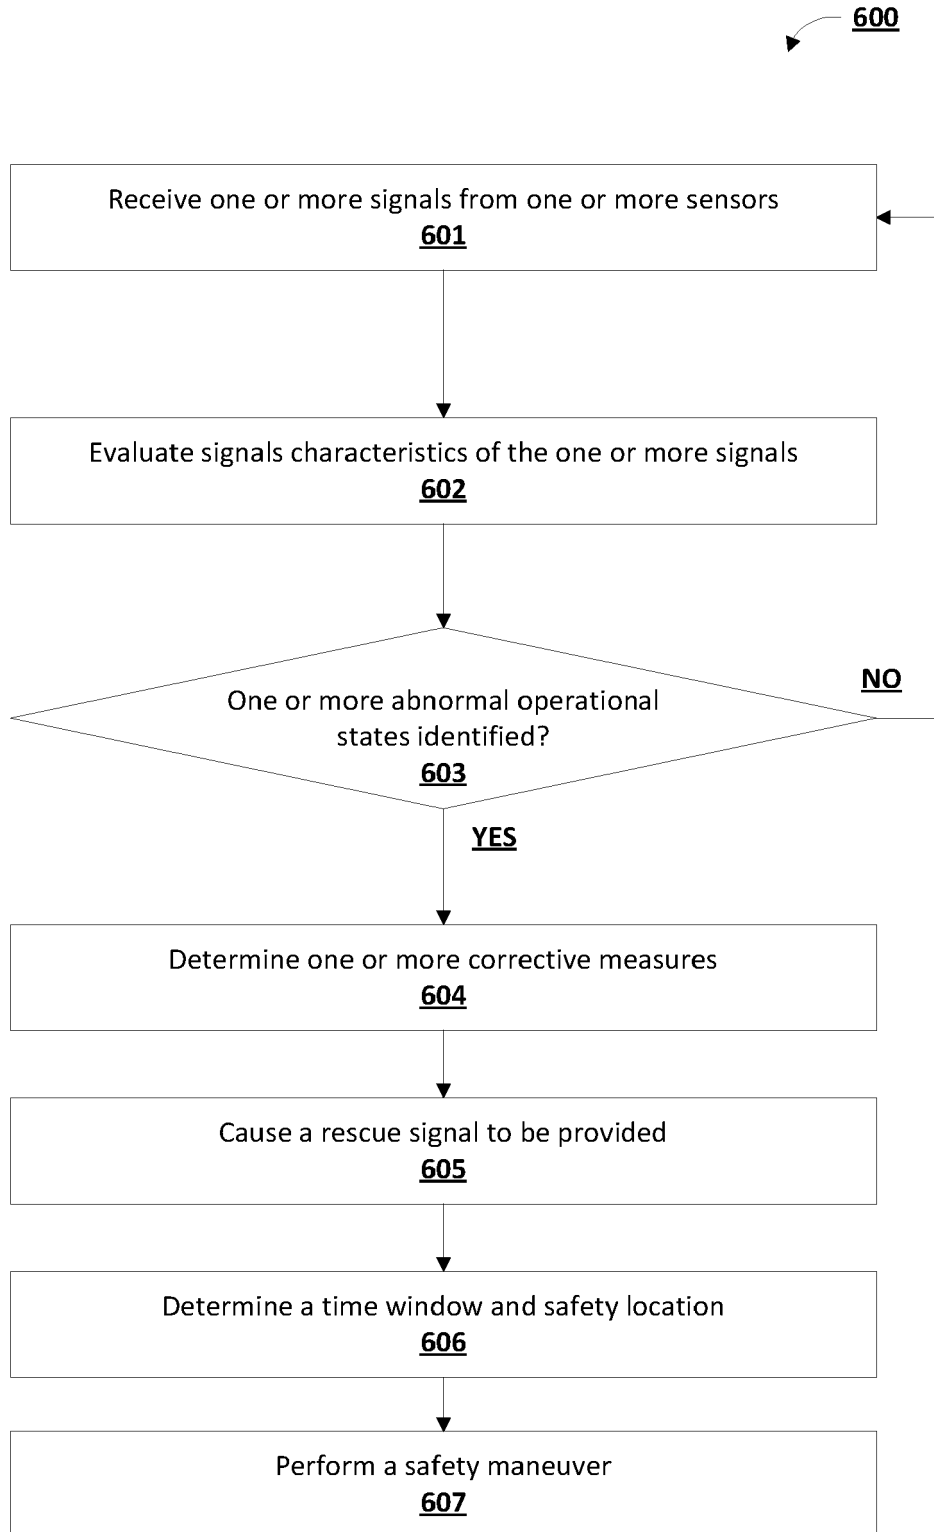 600
Receive one or more signals from one or more sensors
601
Evaluate signals characteristics of the one or more signals
602
NO
One or more abnormal operational
states identified?
603
YES
Determine one or more corrective measures
604
Cause a rescue signal to be provided
605
Determine a time window and safety location
606
Perform a safety maneuver
607